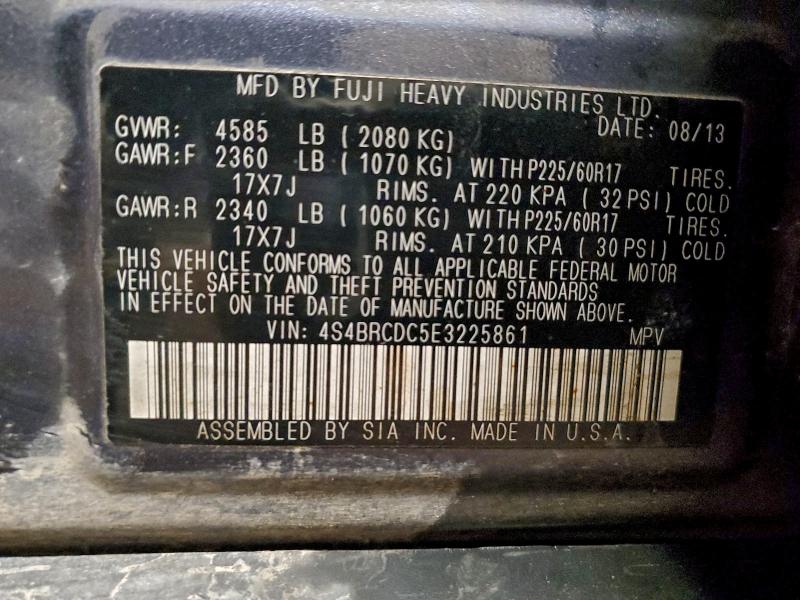 MFD BY FUJI HEAVY INDUSTRIES LTD.
DATE: 08/13
GVWR: 4585 LB ( 2080 KG)
GAWR:F 2360 LB ( 1070 KG) WITHP225/60R17 TIRES.
17X7J RIMS. AT 220 KPA ( 32 PSI) COLD
GAWR:R 2340 LB ( 1060 KG) WITHP225/60R17 TIRES.
17X7J RIMS. AT 210 KPA ( 30 PSI) COLD
THIS VEHICLE CONFORMS TO ALL APPLICABLE FEDERAL MOTOR
VEHICLE SAFETY AND THEFT PREVENTION STANDARDS
IN EFFECT ON THE DATE OF MANUFACTURE SHOWN ABOVE.
VIN: 4S4BRCDC5E3225861 MPV
ASSEMBLED BY SIA INC. MADE IN U.S.A.